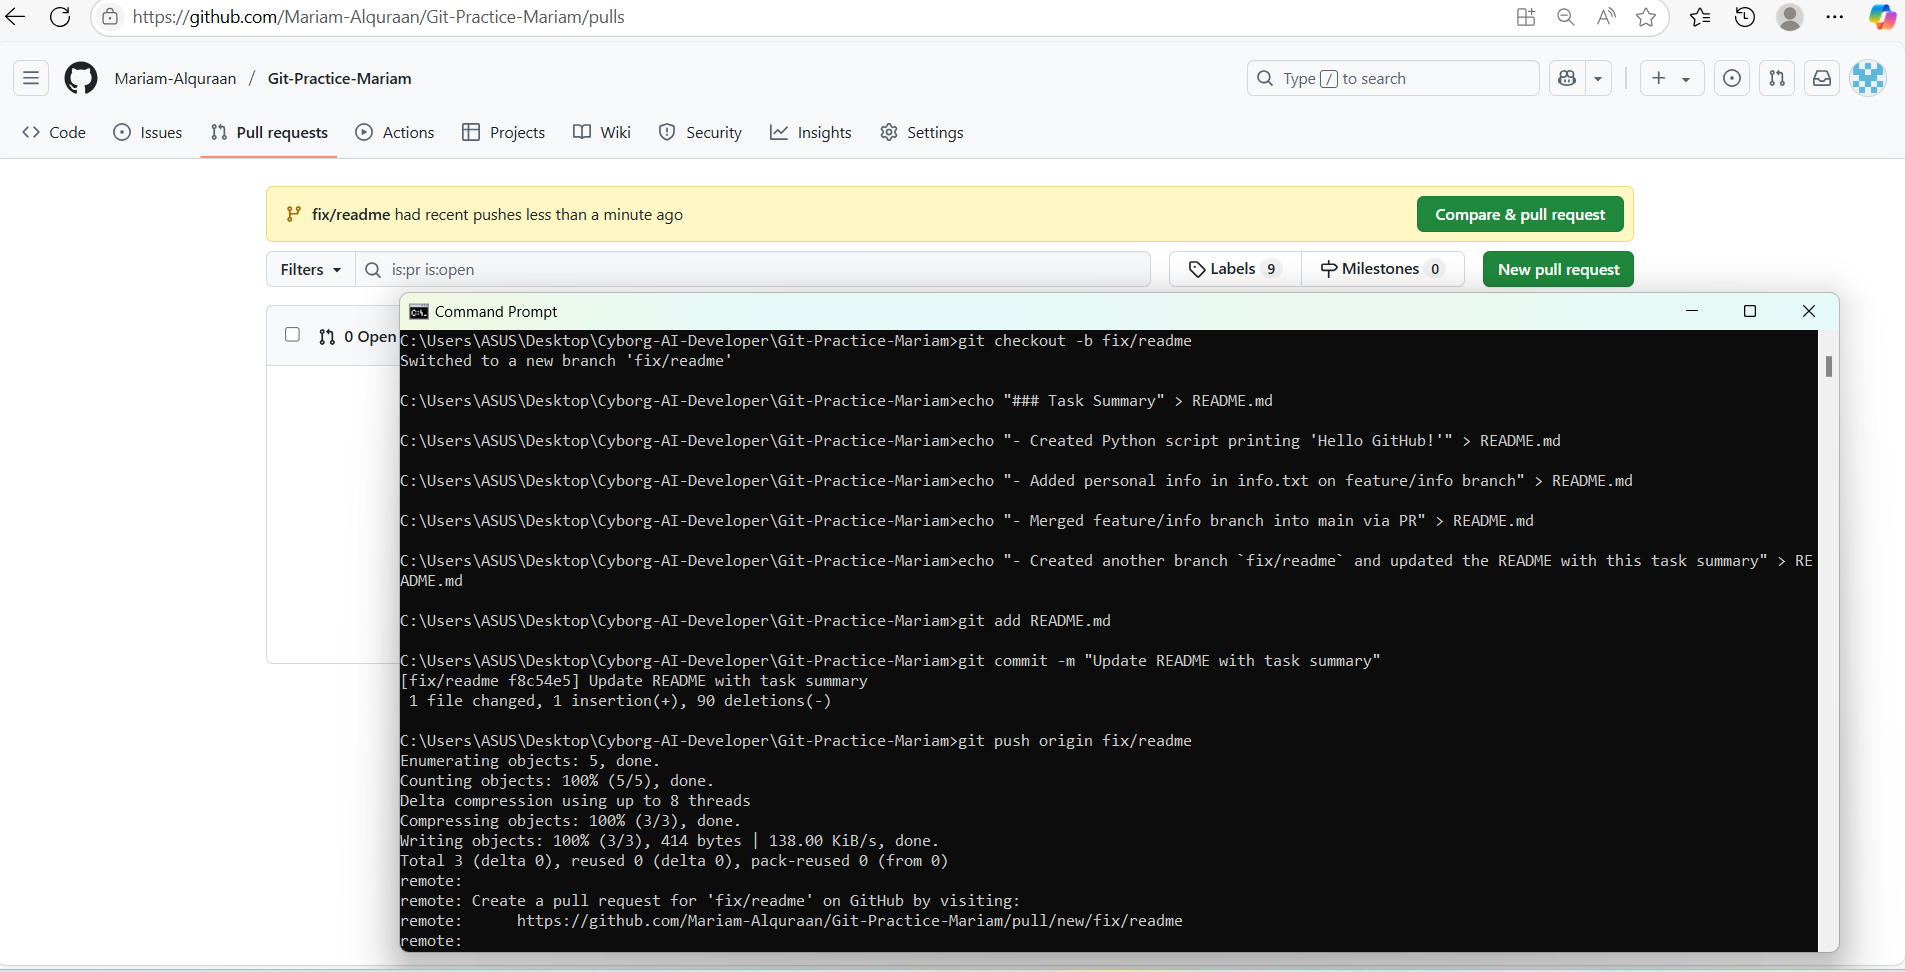 https://github.com/Mariam-Alquraan/Git-Practice-Mariam/pulls
Mariam-Alquraan / Git-Practice-Mariam
Type / to search
Code Issues Pull requests Actions Projects Wiki Security Insights Settings
fix/readme had recent pushes less than a minute ago
Compare & pull request
Filters is:pr is:open Labels 9 Milestones 0 New pull request
0 Open
Command Prompt
C:\Users\ASUS\Desktop\Cyborg-AI-Developer\Git-Practice-Mariam>git checkout -b fix/readme
Switched to a new branch 'fix/readme'
C:\Users\ASUS\Desktop\Cyborg-AI-Developer\Git-Practice-Mariam>echo "### Task Summary" > README.md
C:\Users\ASUS\Desktop\Cyborg-AI-Developer\Git-Practice-Mariam>echo "- Created Python script printing 'Hello GitHub!'" > README.md
C:\Users\ASUS\Desktop\Cyborg-AI-Developer\Git-Practice-Mariam>echo "- Added personal info in info.txt on feature/info branch" > README.md
C:\Users\ASUS\Desktop\Cyborg-AI-Developer\Git-Practice-Mariam>echo "- Merged feature/info branch into main via PR" > README.md
C:\Users\ASUS\Desktop\Cyborg-AI-Developer\Git-Practice-Mariam>echo "- Created another branch `fix/readme` and updated the README with this task summary" > RE
ADME.md
C:\Users\ASUS\Desktop\Cyborg-AI-Developer\Git-Practice-Mariam>git add README.md
C:\Users\ASUS\Desktop\Cyborg-AI-Developer\Git-Practice-Mariam>git commit -m "Update README with task summary"
[fix/readme f8c54e5] Update README with task summary
1 file changed, 1 insertion(+), 90 deletions(-)
C:\Users\ASUS\Desktop\Cyborg-AI-Developer\Git-Practice-Mariam>git push origin fix/readme
Enumerating objects: 5, done.
Counting objects: 100% (5/5), done.
Delta compression using up to 8 threads
Compressing objects: 100% (3/3), done.
Writing objects: 100% (3/3), 414 bytes | 138.00 KiB/s, done.
Total 3 (delta 0), reused 0 (delta 0), pack-reused 0 (from 0)
remote:
remote: Create a pull request for 'fix/readme' on GitHub by visiting:
remote:      https://github.com/Mariam-Alquraan/Git-Practice-Mariam/pull/new/fix/readme
remote: